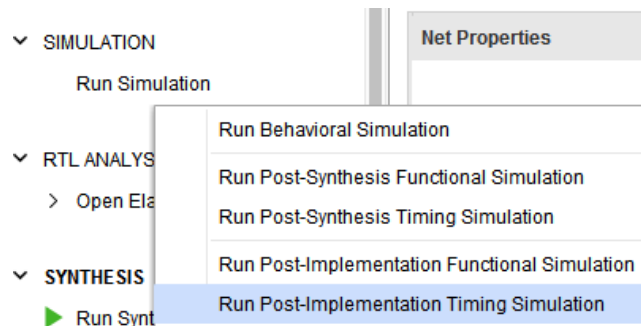 SIMULATION
Net Properties
Run Simulation
Run Behavioral Simulation
RTL ANALYS
Run Post-Synthesis Functional Simulation
Open Ela
Run Post-Synthesis Timing Simulation
Run Post-Implementation Functional Simulation
SYNTHESIS
Run Post-Implementation Timing Simulation
Run Synt